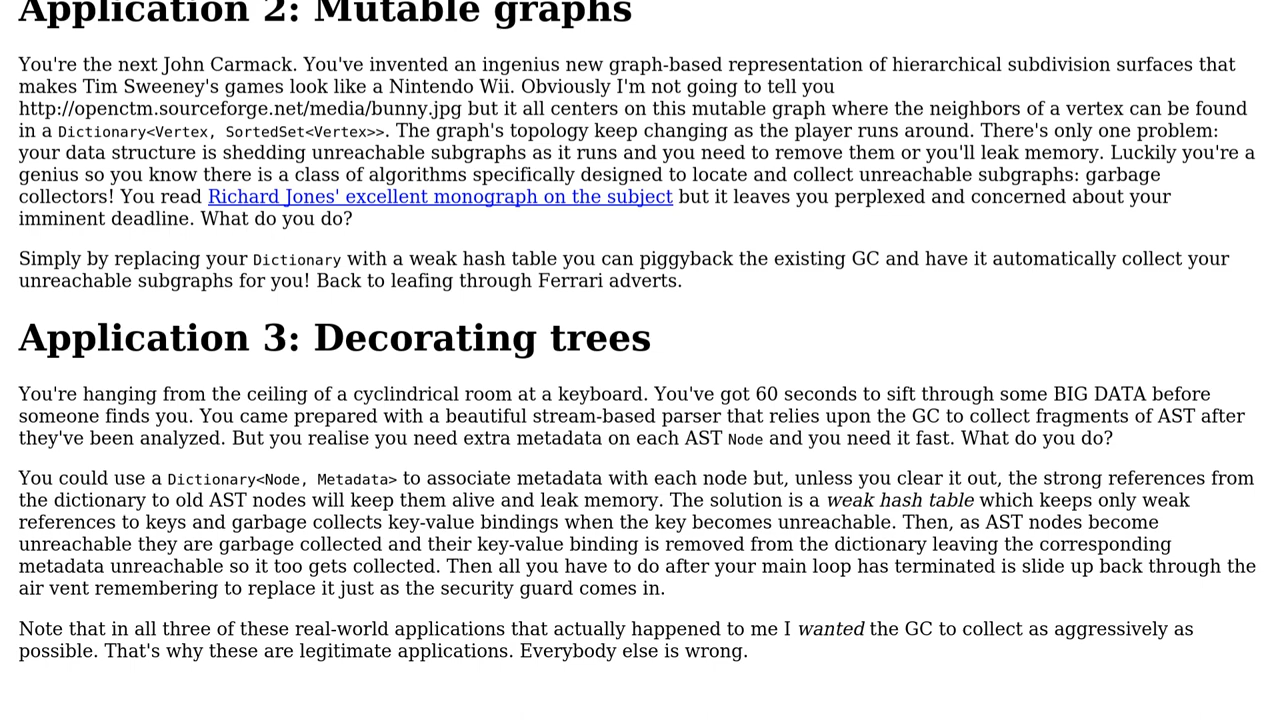 Application 2: Mutable graphs
You're the next John Carmack. You've invented an ingenius new graph-based representation of hierarchical subdivision surfaces that
makes Tim Sweeney's games look like a Nintendo Wii. Obviously I'm not going to tell you
http://openctm.sourceforge.net/media/bunny.jpg but it all centers on this mutable graph where the neighbors of a vertex can be found
in a Dictionary<Vertex, SortedSet<Vertex>>. The graph's topology keep changing as the player runs around. There's only one problem:
your data structure is shedding unreachable subgraphs as it runs and you need to remove them or you'll leak memory. Luckily you're a
genius so you know there is a class of algorithms specifically designed to locate and collect unreachable subgraphs: garbage
collectors! You read Richard Jones' excellent monograph on the subject but it leaves you perplexed and concerned about your
imminent deadline. What do you do?
Simply by replacing your Dictionary with a weak hash table you can piggyback the existing GC and have it automatically collect your
unreachable subgraphs for you! Back to leafing through Ferrari adverts.
Application 3: Decorating trees
You're hanging from the ceiling of a cyclindrical room at a keyboard. You've got 60 seconds to sift through some BIG DATA before
someone finds you. You came prepared with a beautiful stream-based parser that relies upon the GC to collect fragments of AST after
they've been analyzed. But you realise you need extra metadata on each AST Node and you need it fast. What do you do?
You could use a Dictionary<Node, Metadata> to associate metadata with each node but, unless you clear it out, the strong references from
the dictionary to old AST nodes will keep them alive and leak memory. The solution is a weak hash table which keeps only weak
references to keys and garbage collects key-value bindings when the key becomes unreachable. Then, as AST nodes become
unreachable they are garbage collected and their key-value binding is removed from the dictionary leaving the corresponding
metadata unreachable so it too gets collected. Then all you have to do after your main loop has terminated is slide up back through the
air vent remembering to replace it just as the security guard comes in.
Note that in all three of these real-world applications that actually happened to me I wanted the GC to collect as aggressively as
possible. That's why these are legitimate applications. Everybody else is wrong.